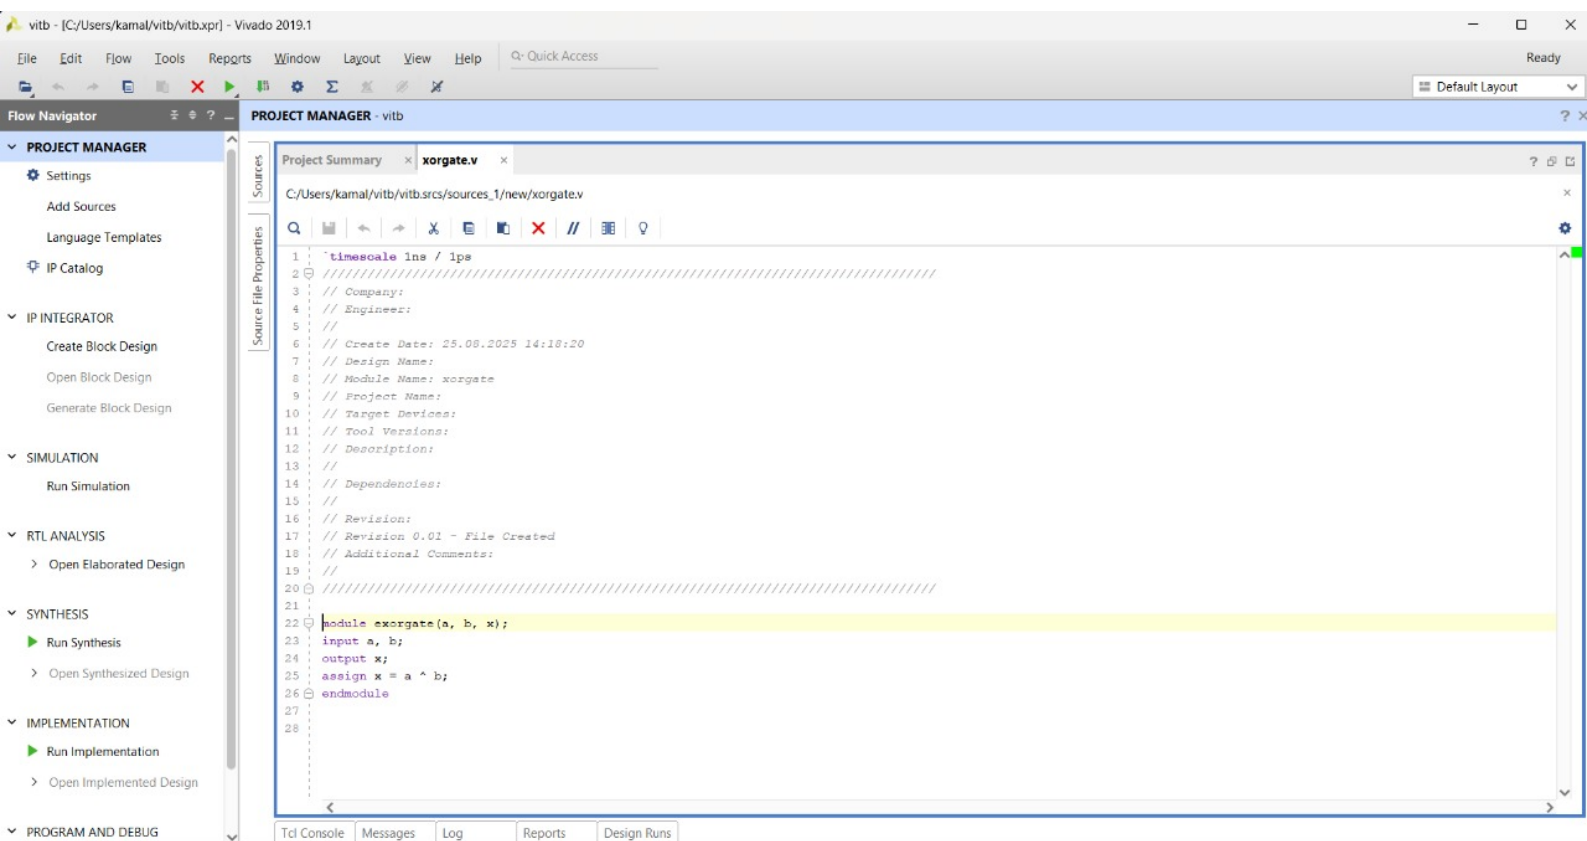 vitb - [C:/Users/kamal/vitb/vitb.xpr] - Vivado 2019.1
File Edit Flow Tools Reports Window Layout View Help Q- Quick Access Ready
Default Layout
Flow Navigator
PROJECT MANAGER
Settings
Add Sources
Language Templates
IP Catalog
IP INTEGRATOR
Create Block Design
Open Block Design
Generate Block Design
SIMULATION
Run Simulation
RTL ANALYSIS
Open Elaborated Design
SYNTHESIS
Run Synthesis
Open Synthesized Design
IMPLEMENTATION
Run Implementation
Open Implemented Design
PROGRAM AND DEBUG
PROJECT MANAGER - vitb
Sources
Source File Properties
Project Summary xorgate.v
C:/Users/kamal/vitb/vitb.srcs/sources_1/new/xorgate.v
1 `timescale 1ns / 1ps
2 //////////////////////////////////////////////////////////////////////////////////
3 // Company:
4 // Engineer:
5 //
6 // Create Date: 25.08.2025 14:18:20
7 // Design Name:
8 // Module Name: xorgate
9 // Project Name:
10 // Target Devices:
11 // Tool Versions:
12 // Description:
13 //
14 // Dependencies:
15 //
16 // Revision:
17 // Revision 0.01 - File Created
18 // Additional Comments:
19 //
20 //////////////////////////////////////////////////////////////////////////////////
21
22 module exorgate(a, b, x);
23 input a, b;
24 output x;
25 assign x = a ^ b;
26 endmodule
27
28
Tcl Console Messages Log Reports Design Runs